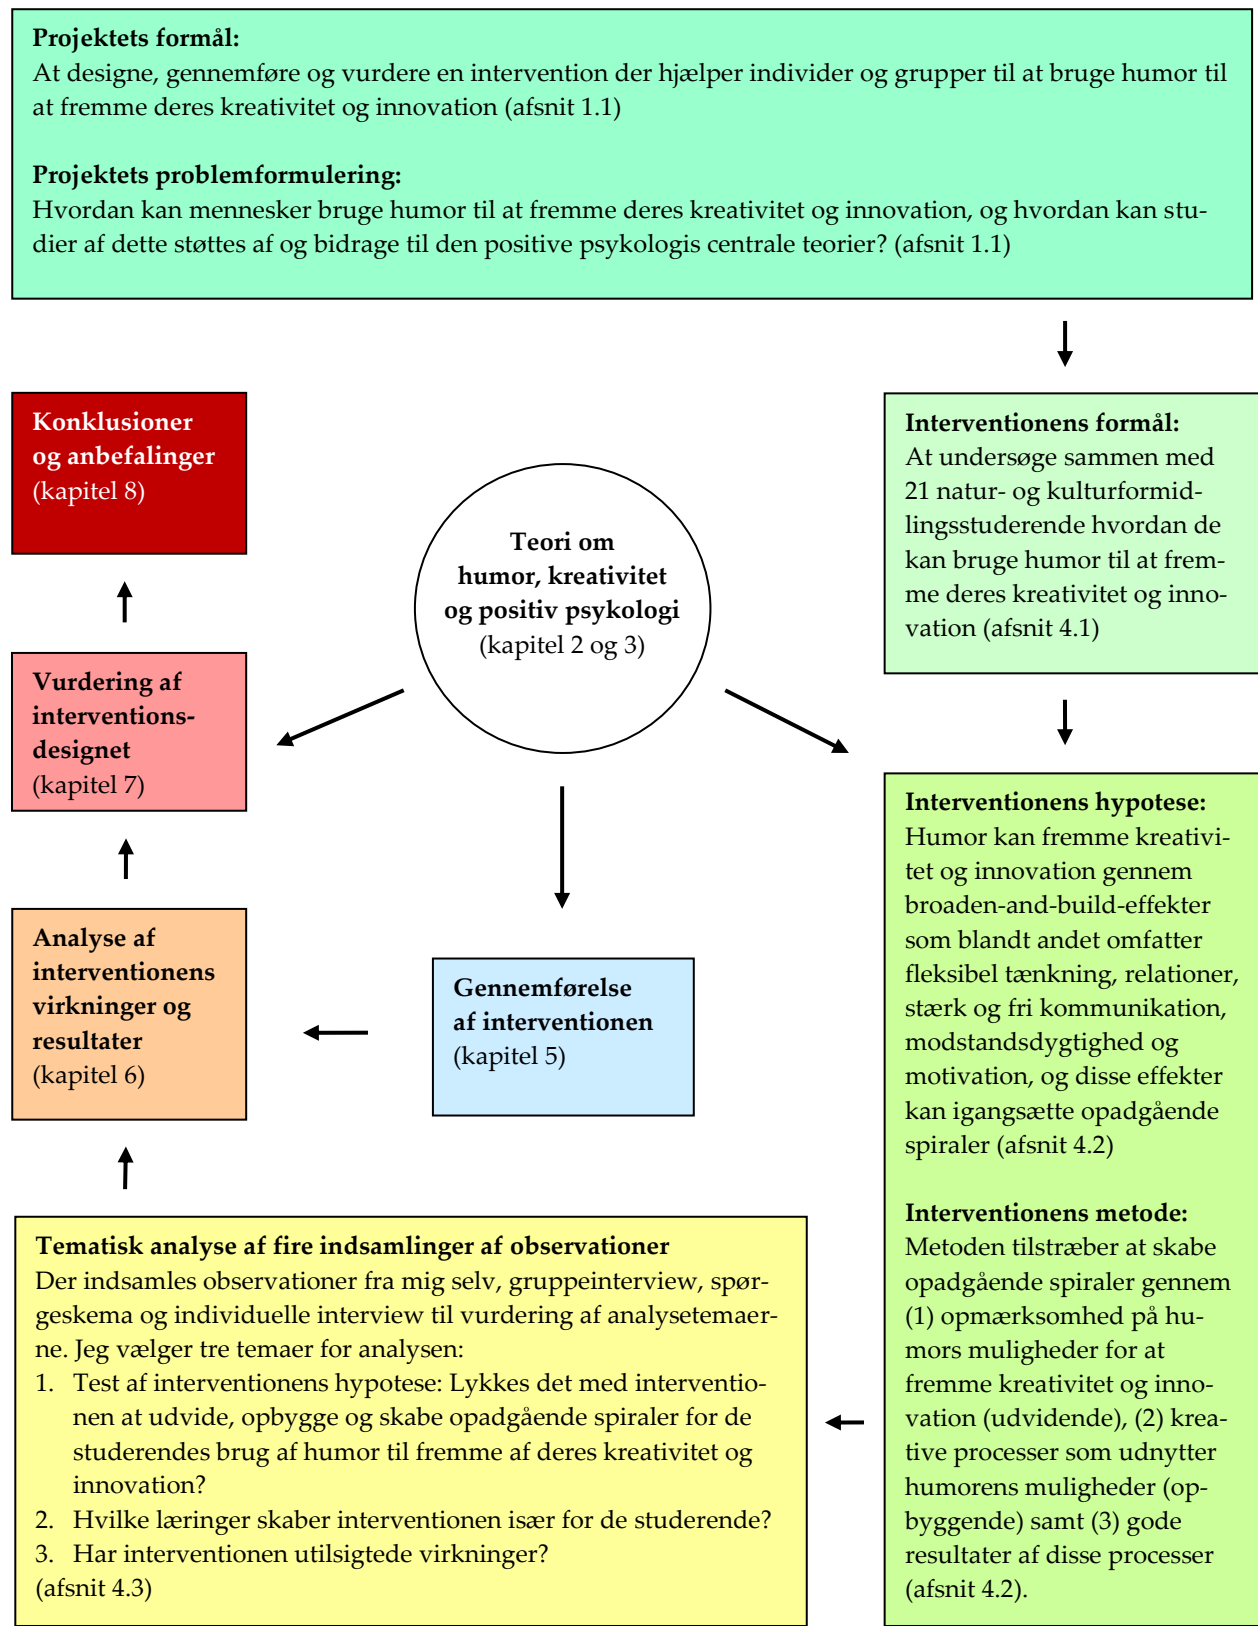 Projektets formål:
At designe, gennemføre og vurdere en intervention der hjælper individer og grupper til at bruge humor til
at fremme deres kreativitet og innovation (afsnit 1.1)
Projektets problemformulering:
Hvordan kan mennesker bruge humor til at fremme deres kreativitet og innovation, og hvordan kan stu-
dier af dette støttes af og bidrage til den positive psykologis centrale teorier? (afsnit 1.1)
Interventionens formål:
At undersøge sammen med
21 natur- og kulturformid-
lingsstuderende hvordan de
kan bruge humor til at frem-
me deres kreativitet og inno-
vation (afsnit 4.1)
Interventionens hypotese:
Humor kan fremme kreativi-
tet og innovation gennem
broaden-and-build-effekter
som blandt andet omfatter
fleksibel tænkning, relationer,
stærk og fri kommunikation,
modstandsdygtighed og
motivation, og disse effekter
kan igangsætte opadgående
spiraler (afsnit 4.2)
Interventionens metode:
Metoden tilstræber at skabe
opadgående spiraler gennem
(1) opmærksomhed på hu-
mors muligheder for at
fremme kreativitet og inno-
vation (udvidende), (2) krea-
tive processer som udnytter
humorens muligheder (op-
byggende) samt (3) gode
resultater af disse processer
(afsnit 4.2).
Teori om
humor, kreativitet
og positiv psykologi
(kapitel 2 og 3)
Gennemførelse
af interventionen
(kapitel 5)
Tematisk analyse af fire indsamlinger af observationer
Der indsamles observationer fra mig selv, gruppeinterview, spør-
geskema og individuelle interview til vurdering af analysetemaer-
ne. Jeg vælger tre temaer for analysen:
1. Test af interventionens hypotese: Lykkes det med interventio-
nen at udvide, opbygge og skabe opadgående spiraler for de
studerendes brug af humor til fremme af deres kreativitet og
innovation?
2. Hvilke læringer skaber interventionen især for de studerende?
3. Har interventionen utilsigtede virkninger?
(afsnit 4.3)
Analyse af
interventionens
virkninger og
resultater
(kapitel 6)
Vurdering af
interventions-
designet
(kapitel 7)
Konklusioner
og anbefalinger
(kapitel 8)